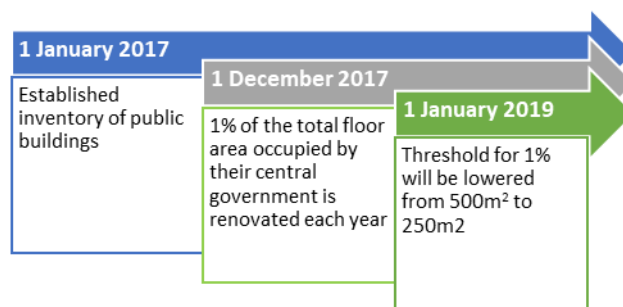 1 January 2017
Established
inventory of public
buildings
1 December 2017
1% of the total floor
area occupied by
their central
government is
renovated each year
1 January 2019
Threshold for 1%
will be lowered
from 500m² to
250m2